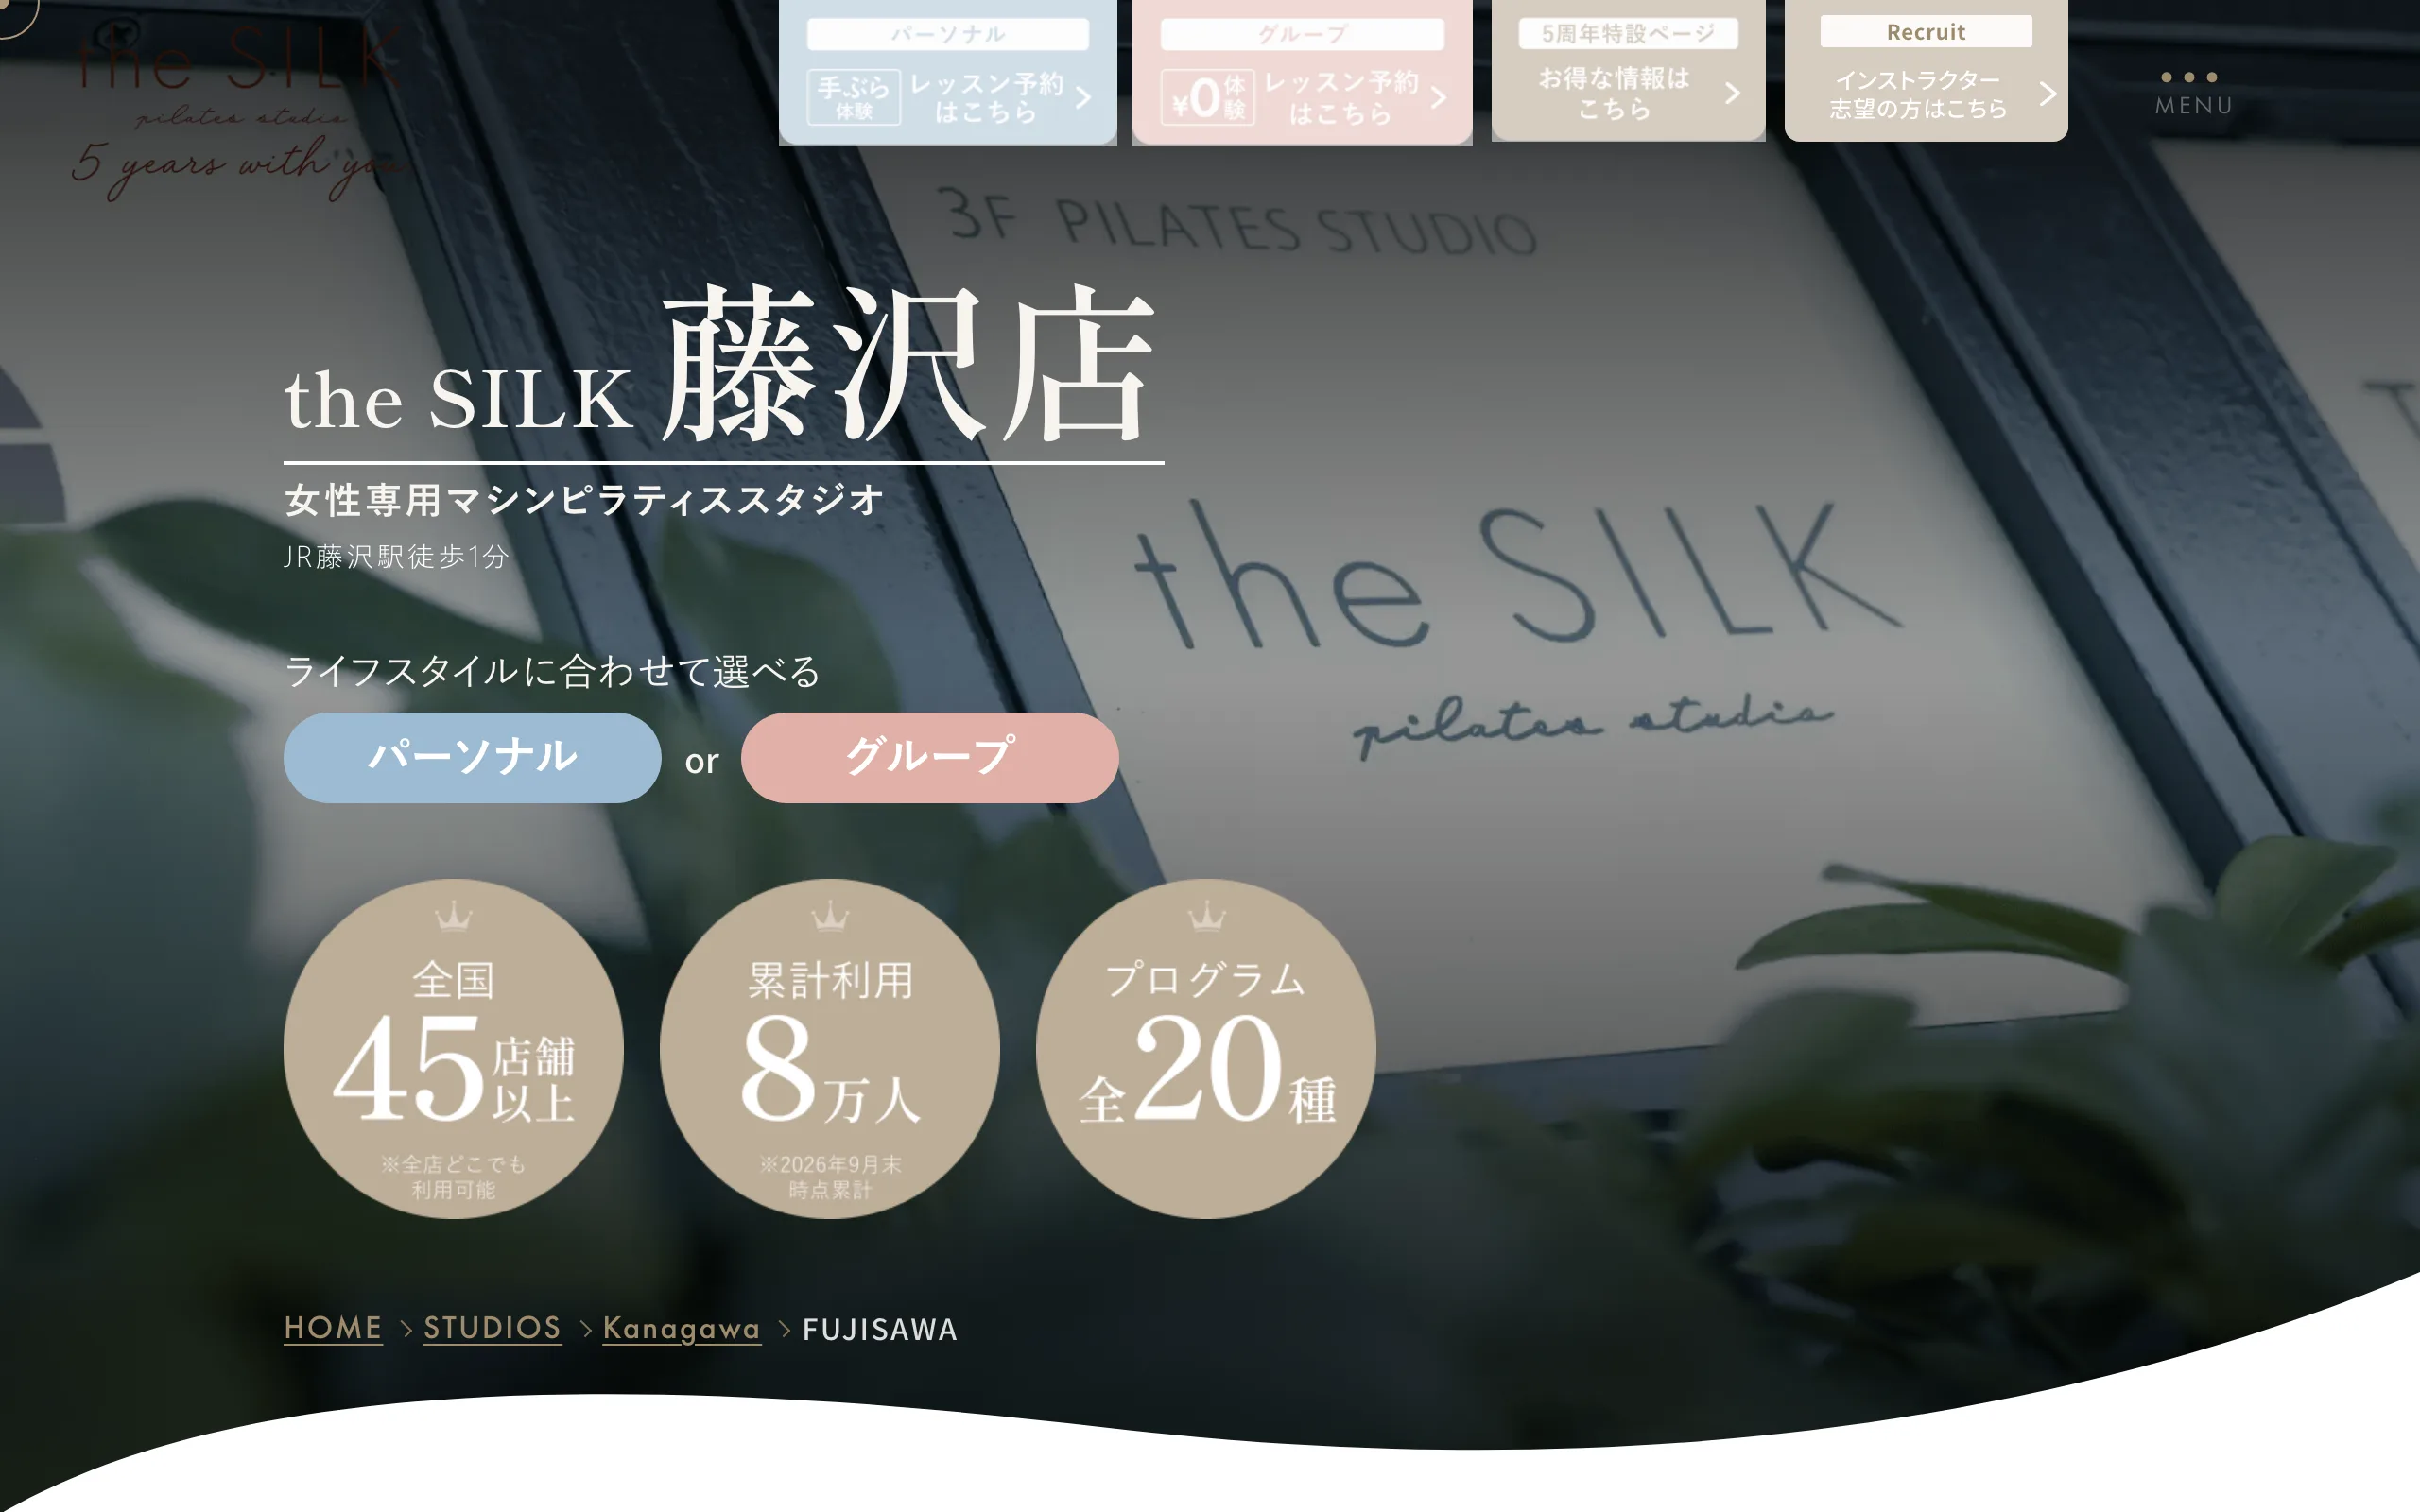 the SILK
pilates studio
5 years with you
パーソナル
手ぶら
体験
レッスン予約
はこちら
グループ
¥0体験
レッスン予約
はこちら
5周年特設ページ
お得な情報は
こちら
Recruit
インストラクター
志望の方はこちら
MENU
3F PILATES STUDIO
the SILK 藤沢店
女性専用マシンピラティススタジオ
JR藤沢駅徒歩1分
the SILK
pilates studio
ライフスタイルに合わせて選べる
パーソナル or グループ
全国
45店舗
以上
※全店どこでも
利用可能
累計利用
8万人
※2026年9月末
時点累計
プログラム
全20種
HOME > STUDIOS > Kanagawa > FUJISAWA